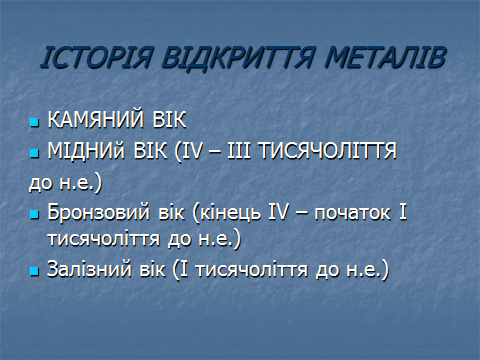 ІСТОРІЯ ВІДКРИТТЯ МЕТАЛІВ
КАМЯНИЙ ВІК
МІДНИй ВІК (IV – III ТИСЯЧОЛІТТЯ
до н.е.)
Бронзовий вік (кінець IV – початок I
тисячоліття до н.е.)
Залізний вік (I тисячоліття до н.е.)